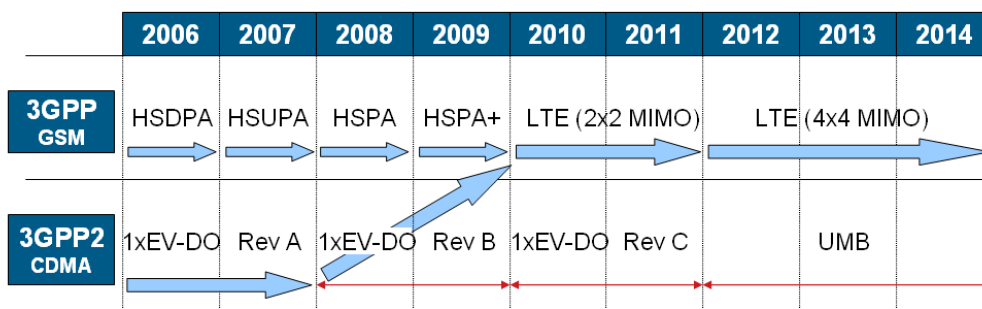 2006 2007 2008 2009 2010 2011 2012 2013 2014
3GPP HSDPA HSUPA HSPA HSPA+ LTE (2x2 MIMO) LTE (4x4 MIMO)
GSM
3GPP2 1xEV-DO Rev A 1xEV-DO Rev B 1xEV-DO Rev C UMB
CDMA